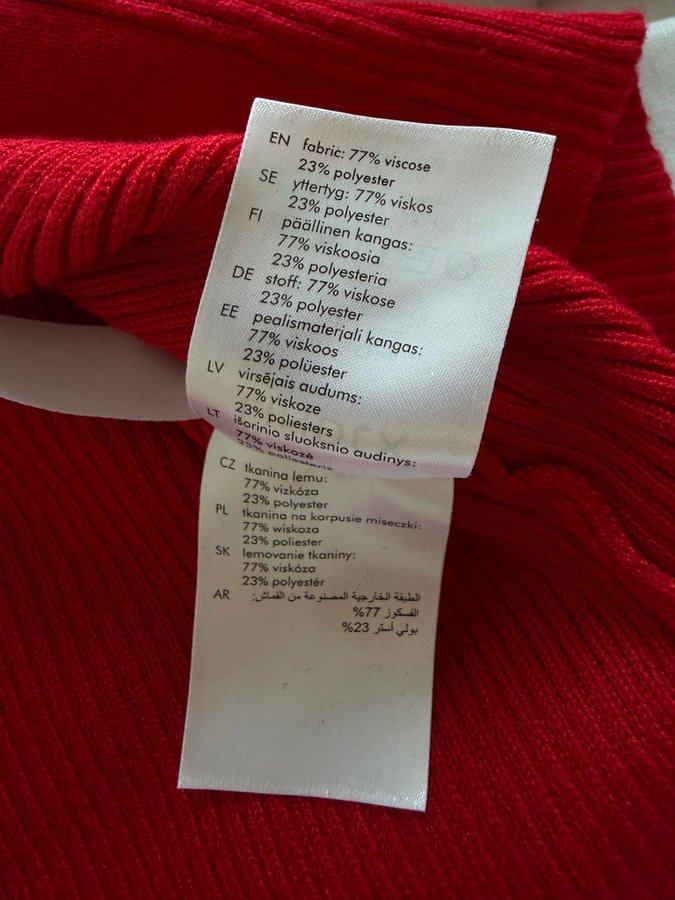 EN fabric: 77% viscose
23% polyester
SE yttertyg: 77% viskos
23% polyester
FI päällinen kangas:
77% viskoosia
23% polyesteria
DE stoff: 77% viskose
23% polyester
EE pealismaterjali kangas:
77% viskoos
23% polüester
LV virsējais audums:
77% viskoze
23% poliesters
LT išorinio sluoksnio audinys:
77% viskozė
23% poliesteris
CZ tkanina lemu:
77% vizkóza
23% polyester
PL tkanina na korpusie miseczki:
77% wiskoza
23% poliester
SK lemovanie tkaniny:
77% viskóza
23% polyestér
AR الطبقة الخارجية المصنوعة من القماش:
الفسكوز 77%
بولي أستر 23%